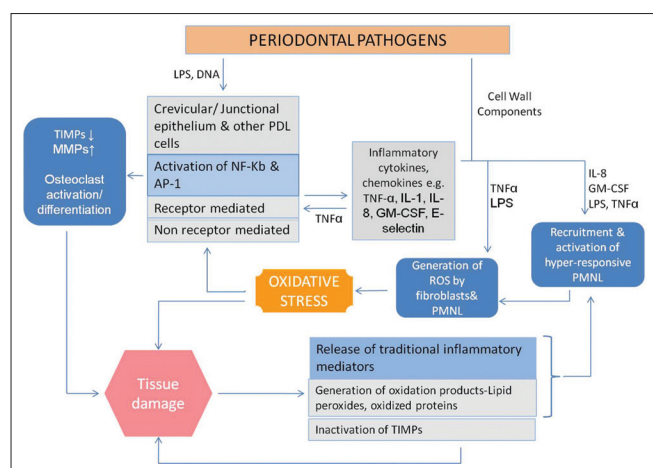 PERIODONTAL PATHOGENS
LPS, DNA
Cell Wall
Components
Crevicular/ Junctional
epithelium & other PDL
cells
Activation of NF-Kb &
AP-1
Receptor mediated
Non receptor mediated
TIMPs ↓
MMPs↑
Osteoclast
activation/
differentiation)
Inflammatory
cytokines,
chemokines e.g.
TNF-α, IL-1, IL-
8, GM-CSF, E-
selectin
TNFα
TNFα
LPS
IL-8
GM-CSF
LPS, TNFα
Recruitment &
activation of
hyper-responsive
PMNL
Generation of
ROS by
fibroblasts&
PMNL
OXIDATIVE
STRESS
Tissue
damage
Release of traditional inflammatory
mediators
Generation of oxidation products-Lipid
peroxides, oxidized proteins
Inactivation of TIMPs